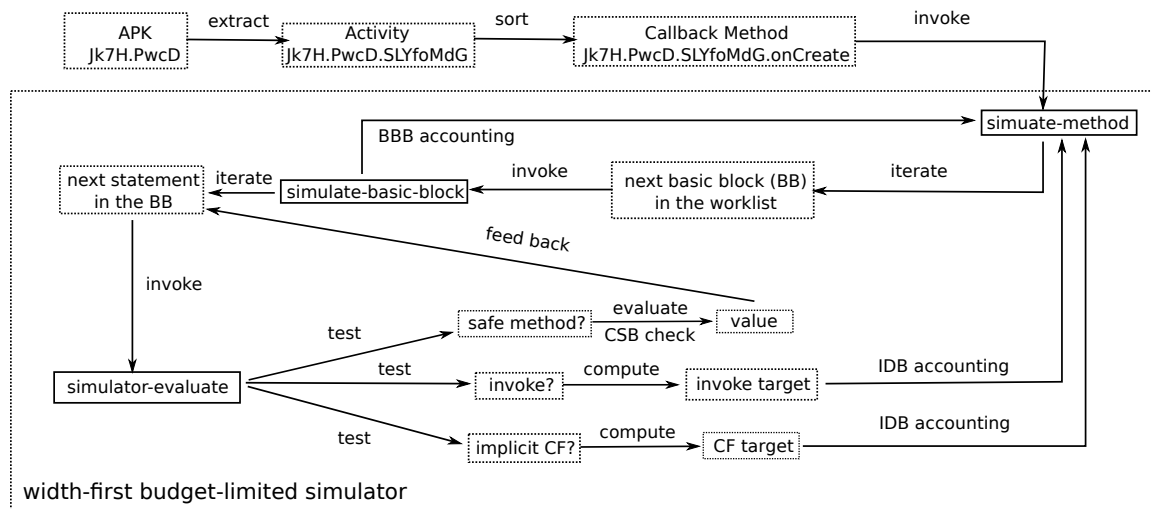 APK
Jk7H.PwcD
extract
Activity
Jk7H.PwcD.SLYfoMdG
sort
Callback Method
Jk7H.PwcD.SLYfoMdG.onCreate
invoke
simuate-method
BBB accounting
next statement
in the BB
iterate
simulate-basic-block
invoke
next basic block (BB)
in the worklist
iterate
feed back
invoke
safe method?
evaluate
CSB check
value
test
simulator-evaluate
test
invoke?
compute
invoke target
IDB accounting
test
implicit CF?
compute
CF target
IDB accounting
width-first budget-limited simulator